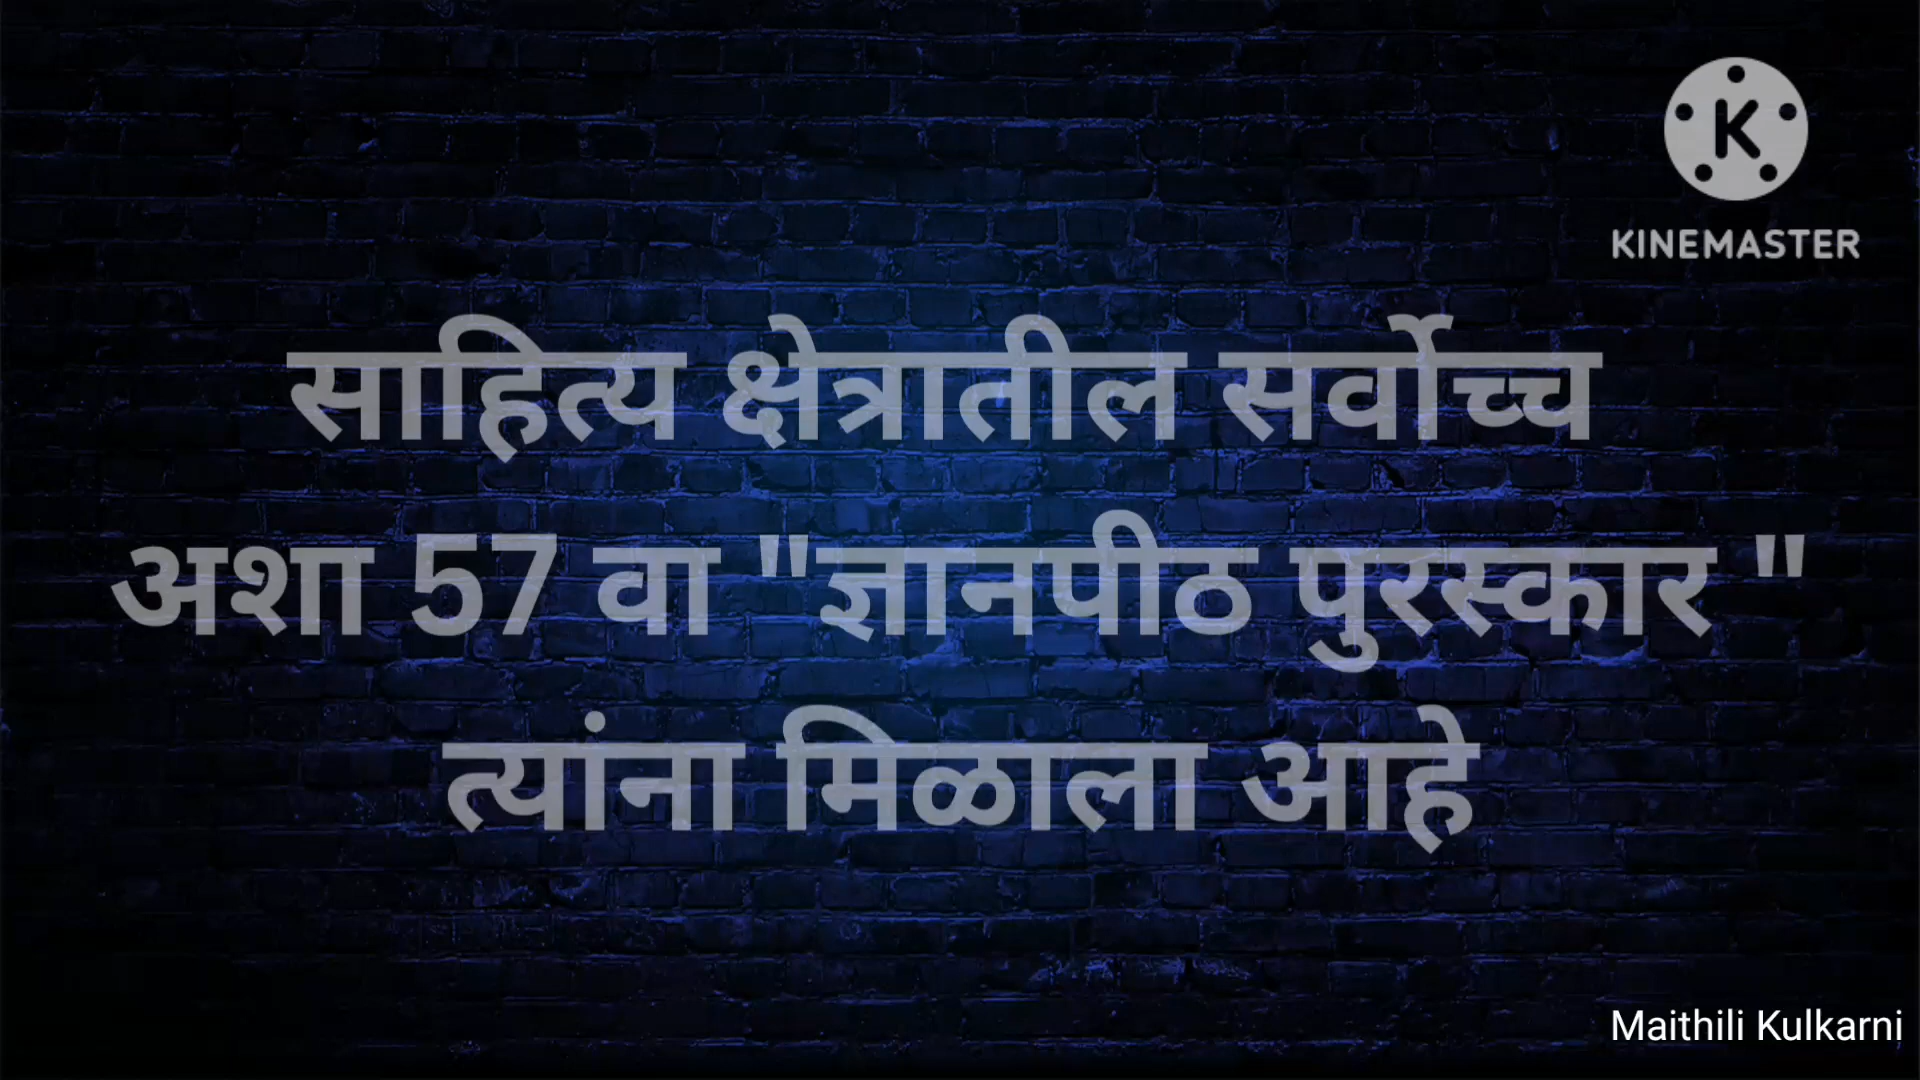 KINEMASTER
साहित्य क्षेत्रातील सर्वोच्च
अशा 57 वा "ज्ञानपीठ पुरस्कार "
त्यांना मिळाला आहे
Maithili Kulkarni